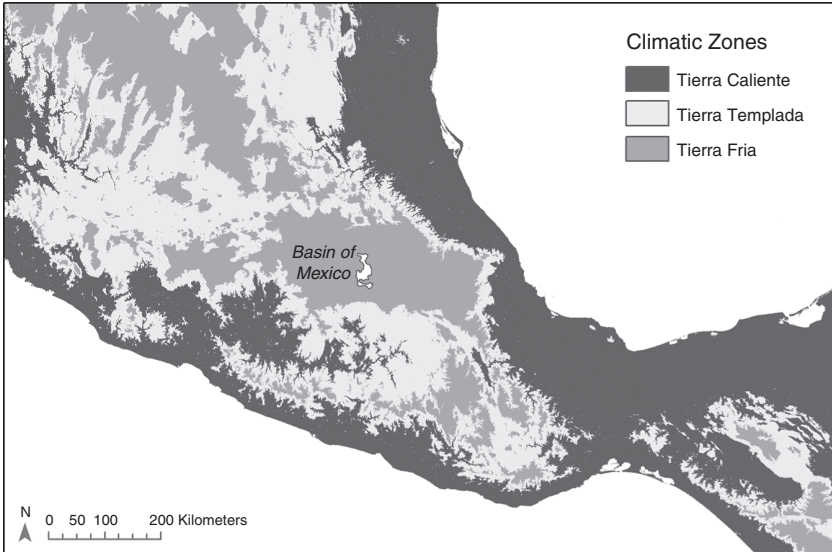 Climatic Zones
Tierra Caliente
Tierra Templada
Tierra Fria
Basin of
Mexico
N
0 50 100 200 Kilometers